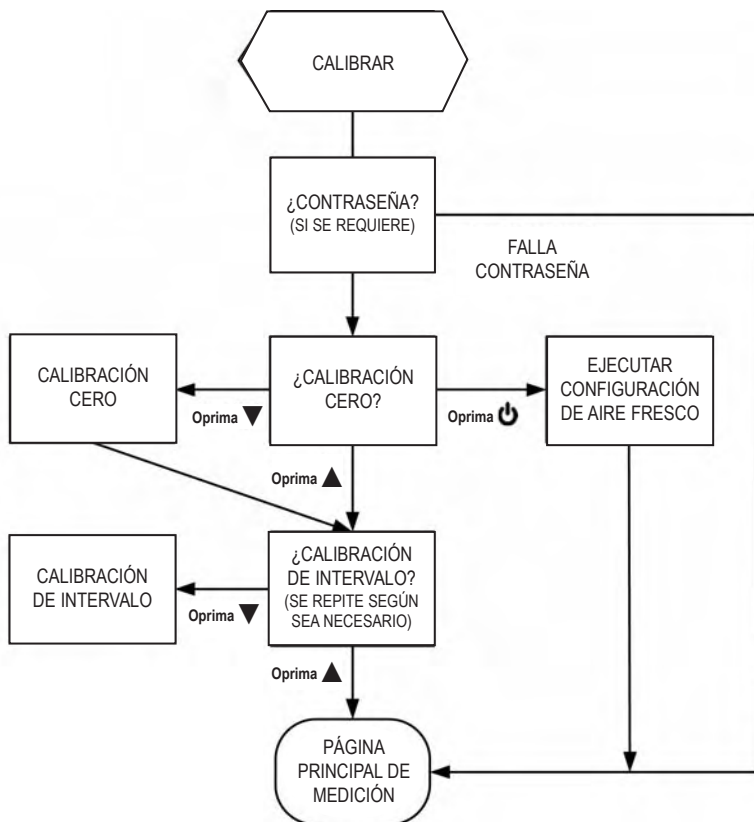 CALIBRAR
¿CONTRASEÑA?
(SI SE REQUIERE)
FALLA
CONTRASEÑA
CALIBRACIÓN
CERO
Oprima ▼
¿CALIBRACIÓN
CERO?
Oprima ⏻
EJECUTAR
CONFIGURACIÓN
DE AIRE FRESCO
Oprima ▲
CALIBRACIÓN
DE INTERVALO
Oprima ▼
¿CALIBRACIÓN
DE INTERVALO?
(SE REPITE SEGÚN
SEA NECESARIO)
Oprima ▲
PÁGINA
PRINCIPAL DE
MEDICIÓN